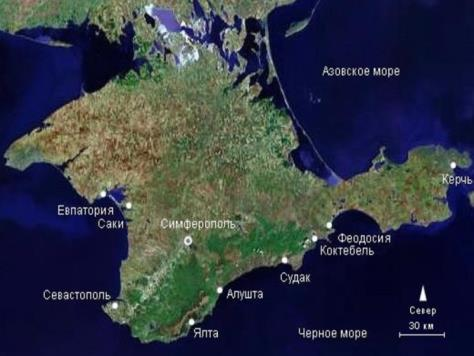 Азовское море
Керчь
Евпатория
Саки
Симферополь
Феодосия
Коктебель
Судак
Севастополь
Алушта
Ялта
Север
30 км
Черное море